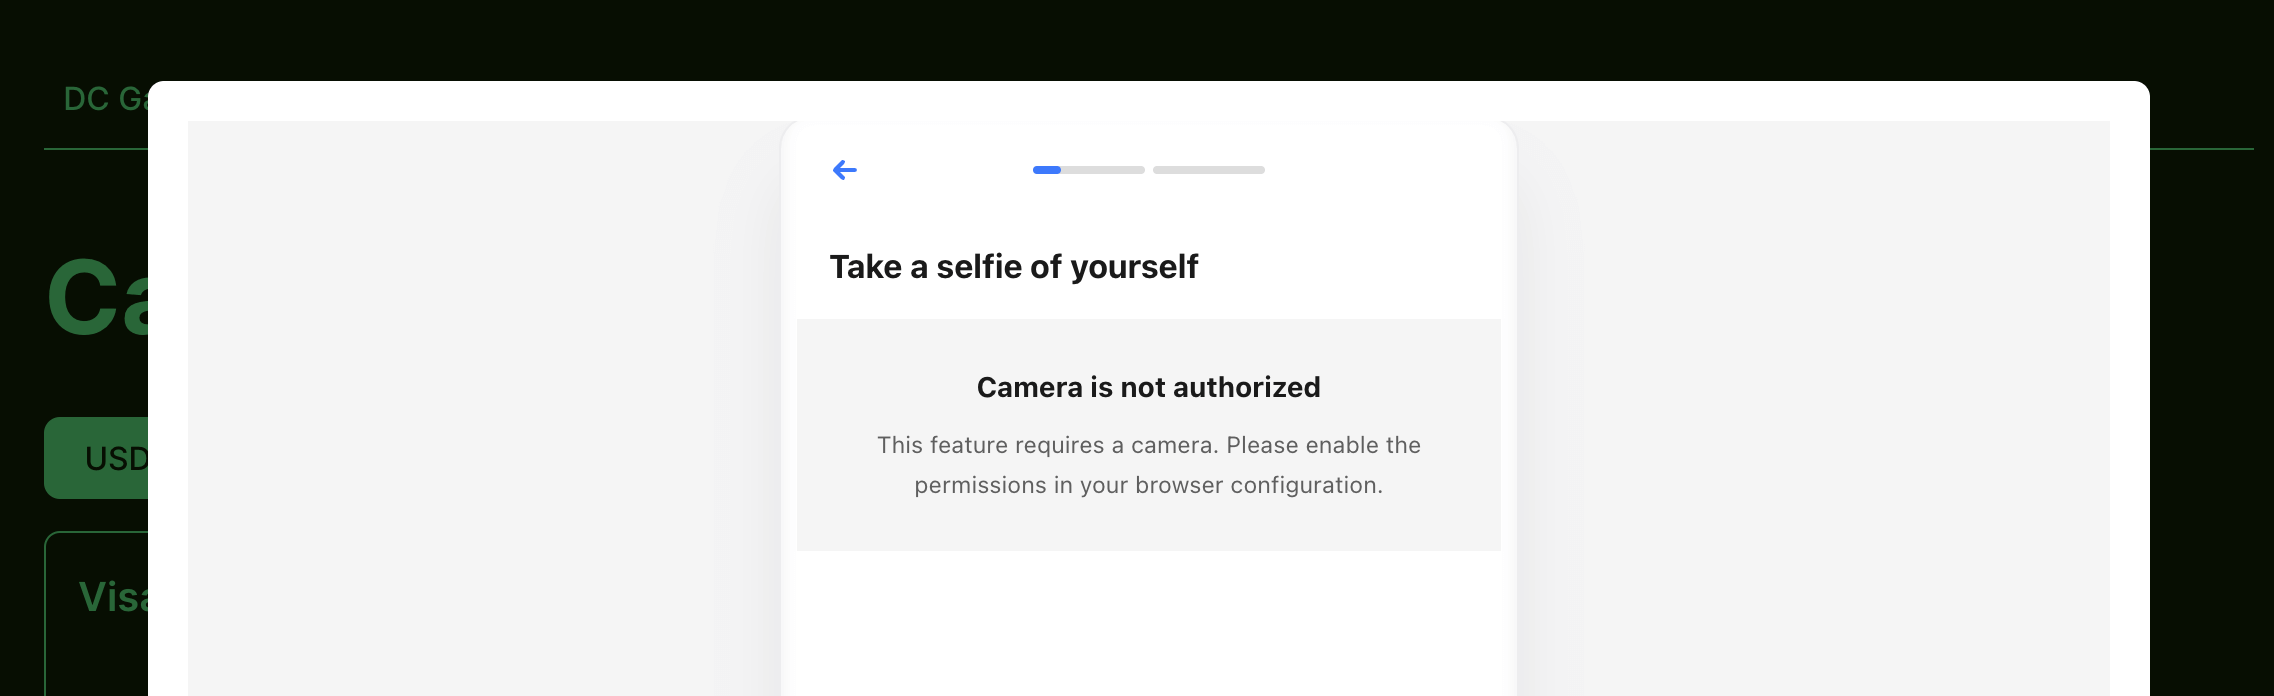 DC Ga
Take a selfie of yourself
Ca
Camera is not authorized
This feature requires a camera. Please enable the
permissions in your browser configuration.
USD
Visa